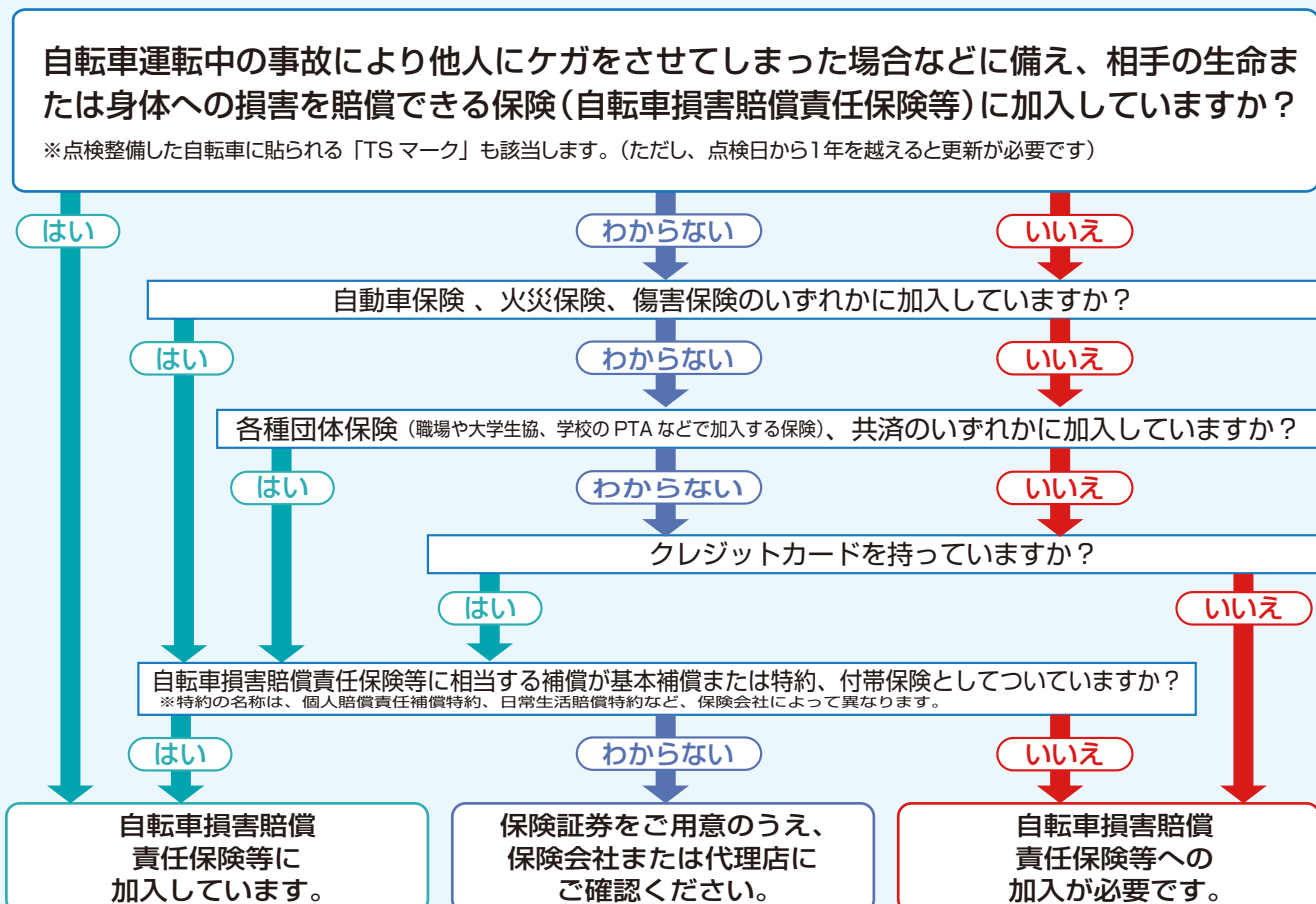 自転車運転中の事故により他人にケガをさせてしまった場合などに備え、相手の生命ま
たは身体への損害を賠償できる保険(自転車損害賠償責任保険等)に加入していますか？
※点検整備した自転車に貼られる「TS マーク」も該当します。(ただし、点検日から1年を越えると更新が必要です)
はい
わからない
いいえ
自動車保険 、火災保険、傷害保険のいずれかに加入していますか？
はい
わからない
いいえ
各種団体保険(職場や大学生協、学校の PTA などで加入する保険)、共済のいずれかに加入していますか？
はい
わからない
いいえ
クレジットカードを持っていますか？
はい
いいえ
自転車損害賠償責任保険等に相当する補償が基本補償または特約、付帯保険としてついていますか？
※特約の名称は、個人賠償責任補償特約、日常生活賠償特約など、保険会社によって異なります。
はい
わからない
いいえ
自転車損害賠償
責任保険等に
加入しています。
保険証券をご用意のうえ、
保険会社または代理店に
ご確認ください。
自転車損害賠償
責任保険等への
加入が必要です。